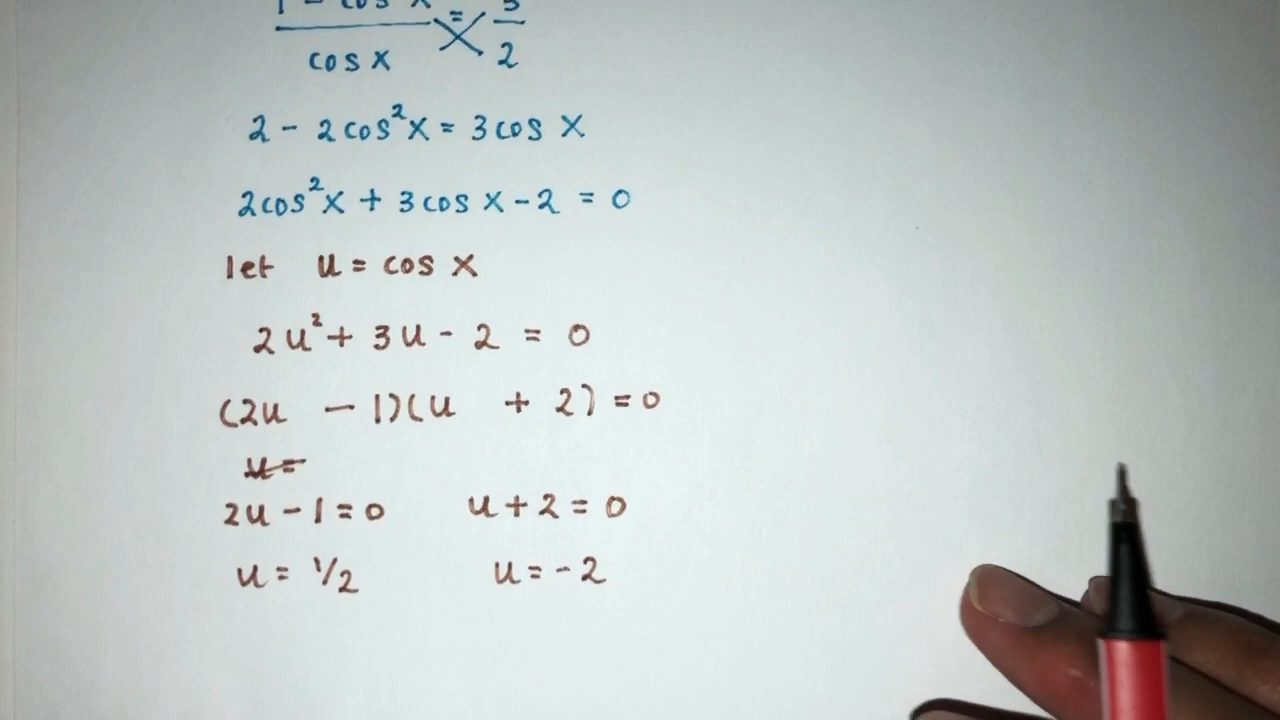 cos x = 2
2 - 2cos²x = 3cos x
2cos²x + 3cos x - 2 = 0
let u = cos x
2u² + 3u - 2 = 0
(2u - 1)(u + 2) = 0
u =
2u - 1 = 0 u + 2 = 0
u = 1/2 u = -2